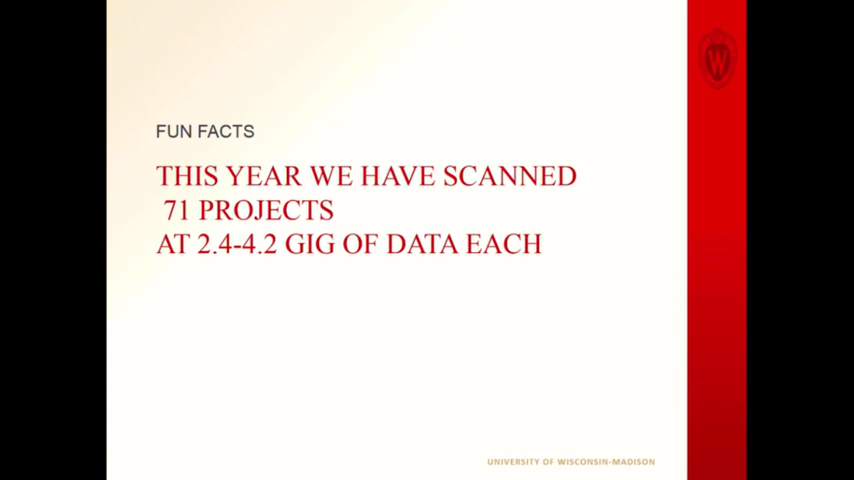 FUN FACTS
THIS YEAR WE HAVE SCANNED
71 PROJECTS
AT 2.4-4.2 GIG OF DATA EACH
W
UNIVERSITY OF WISCONSIN-MADISON